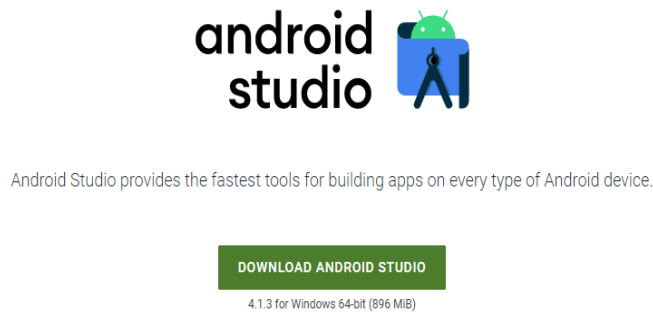 android
studio
Android Studio provides the fastest tools for building apps on every type of Android device.
DOWNLOAD ANDROID STUDIO
4.1.3 for Windows 64-bit (896 MiB)